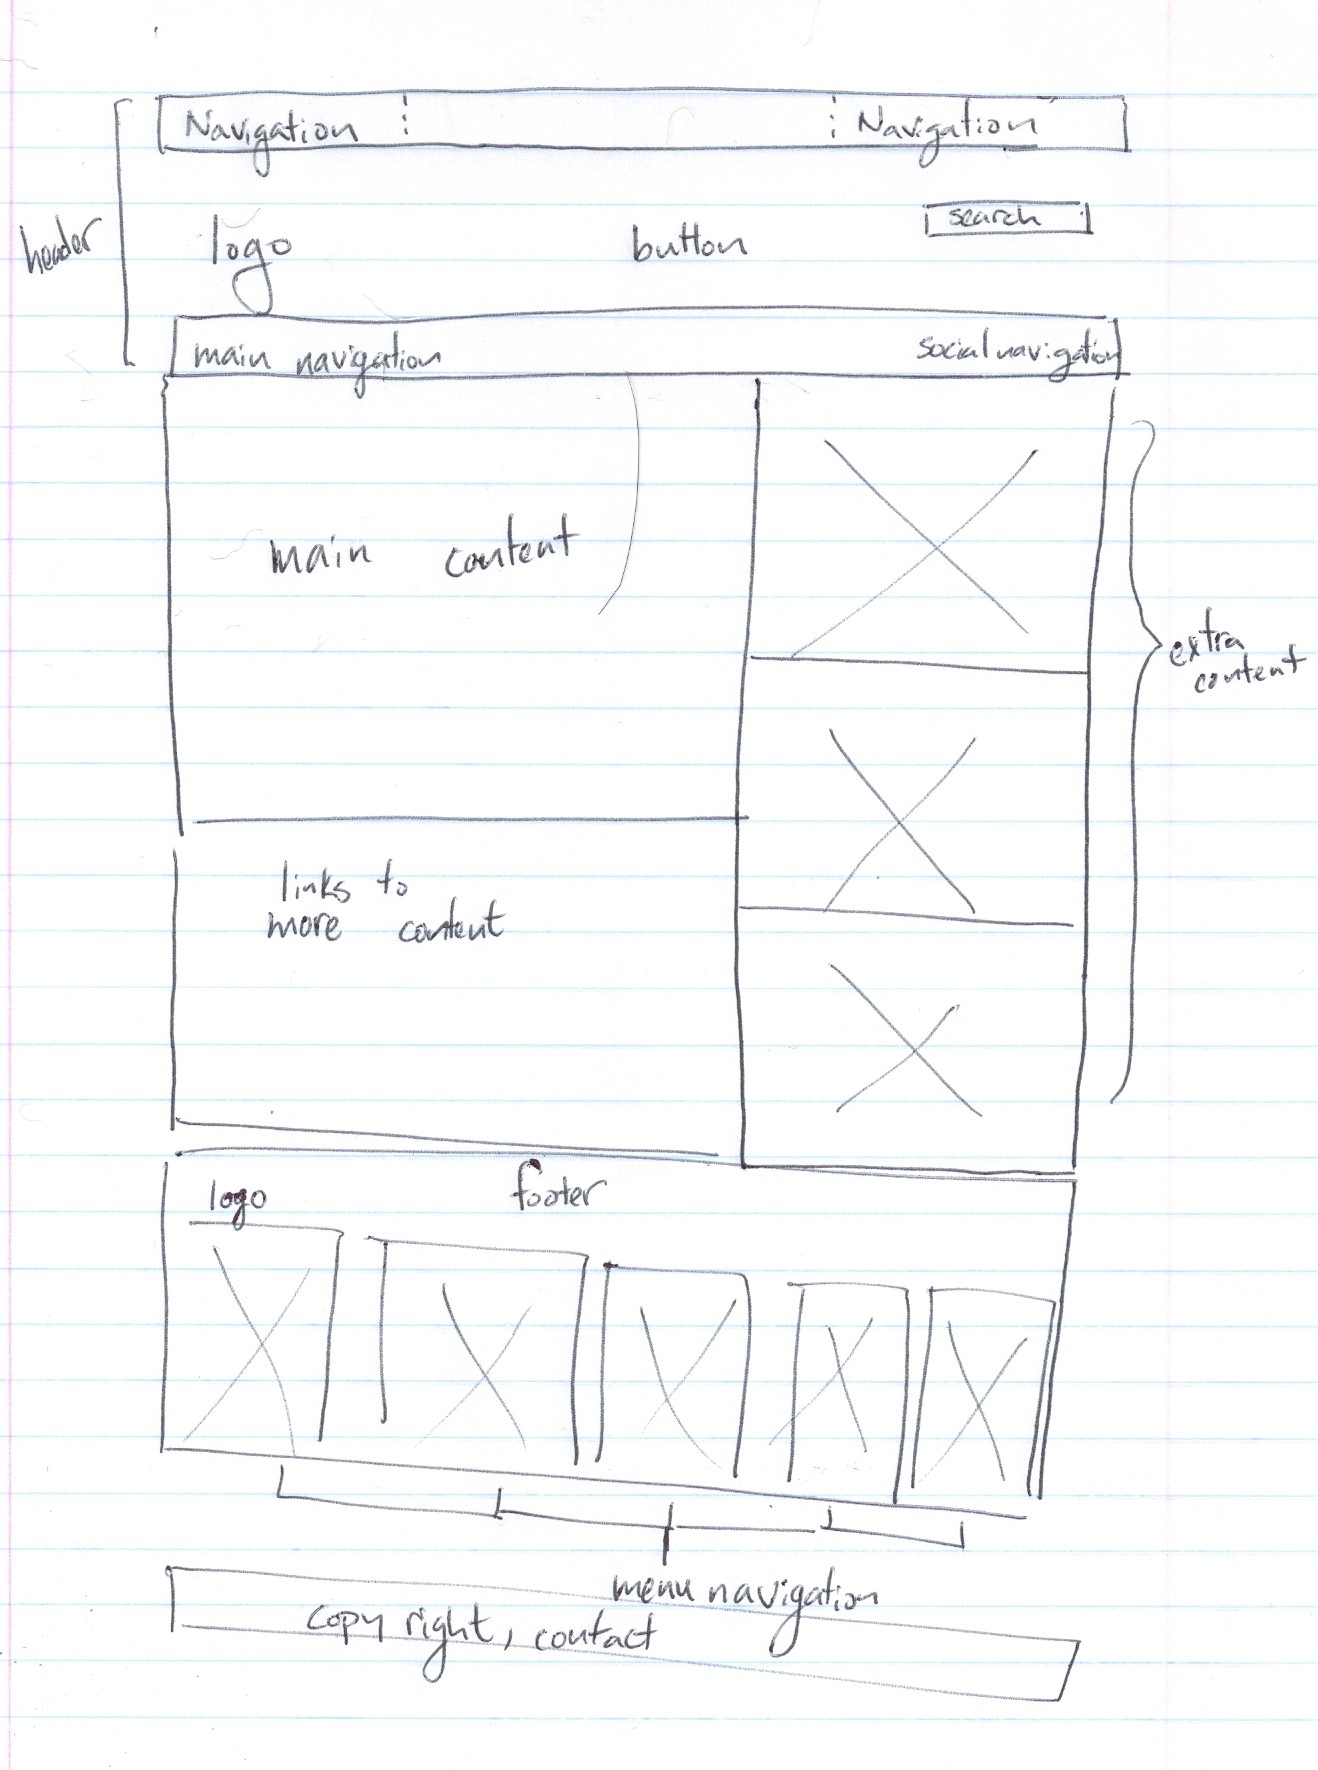 Navigation
Navigation
header
logo
button
search
main navigation
social navigation
main content
extra
content
links to
more content
logo
footer
menu navigation
copy right, contact